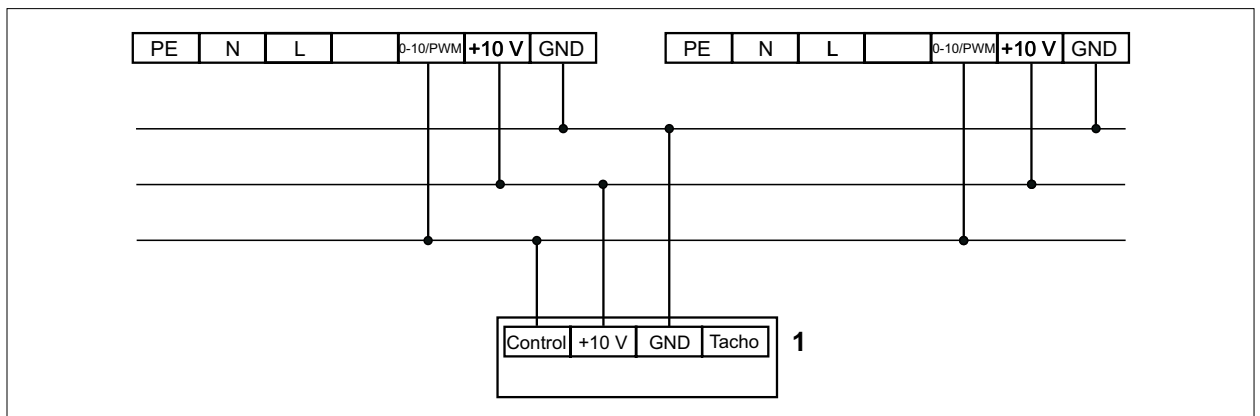 PE N L 0-10/PWM +10 V GND PE N L 0-10/PWM +10 V GND
Control +10 V GND Tacho 1